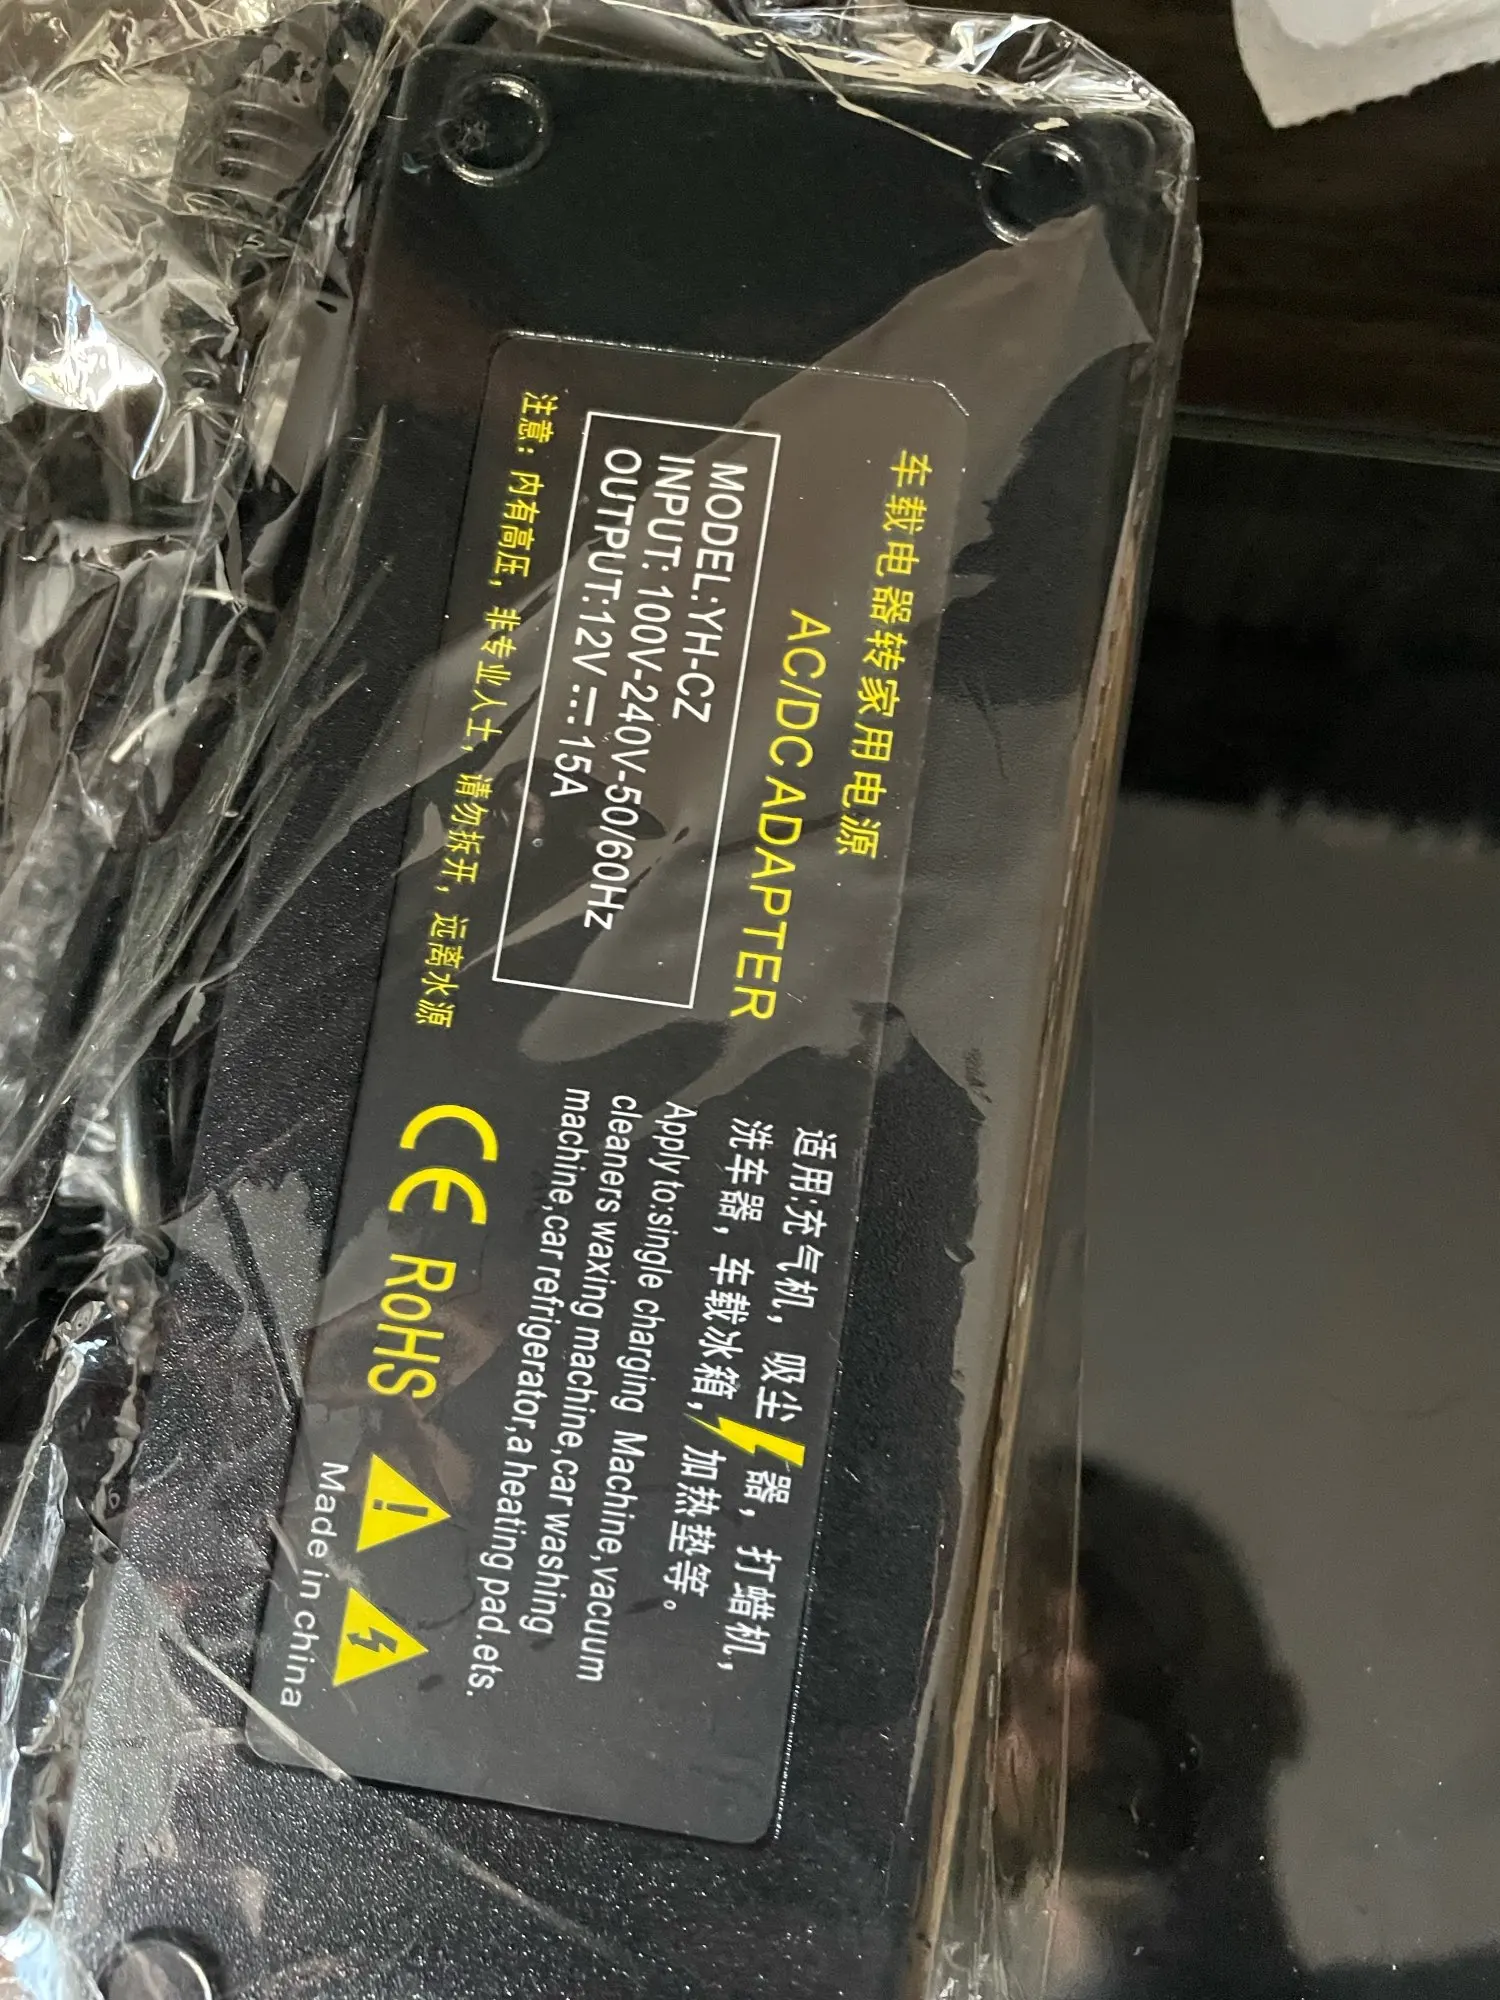 车载电器转家用电源
AC/DC ADAPTER
MODEL:YH-CZ
INPUT: 100V-240V-50/60Hz
OUTPUT:12V⎓15A
注意：内有高压，非专业人士，请勿拆开，远离水源
适用:充气机，吸尘器，打蜡机，
洗车器，车载冰箱，加热垫等。
Apply to:single charging Machine,vacuum
cleaners waxing machine,car washing
machine,car refrigerator,a heating pad,ets.
CE RoHS
Made in china